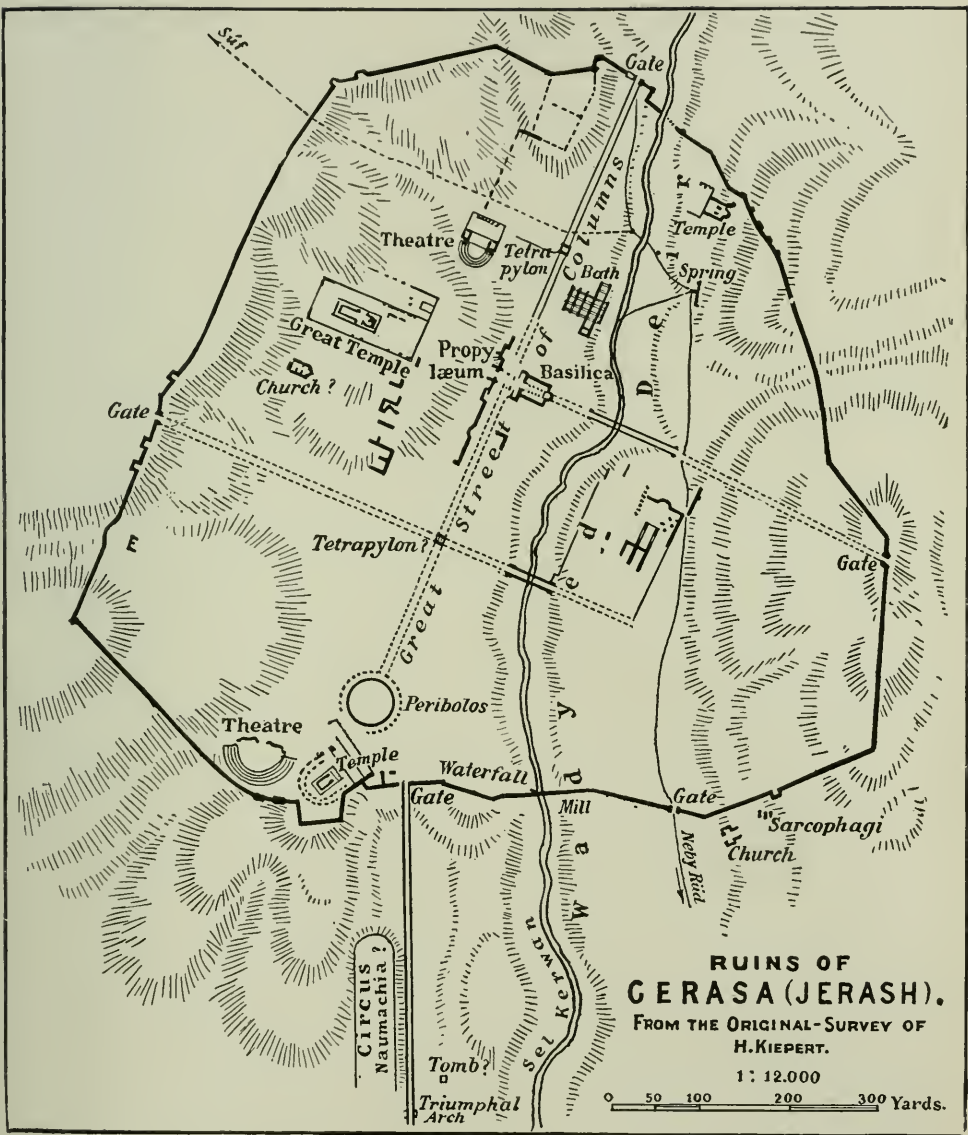 Sûf
Gate
Temple
Theatre
Tetra
pylon
Columns
Bath
Spring
Great Temple
Propy
læum
of
Basilica
Church ?
Gate
Street
Tetrapylon?
E
Gate
Great
Peribolos
Theatre
Temple
Waterfall
Gate
Mill
Gate
Sarcophagi
Church
Neby Rûd
Wady ed Deir
Sel Kerwan
Circus
Naumachia ?
Tomb?
Triumphal
Arch
RUINS OF
GERASA (JERASH).
FROM THE ORIGINAL-SURVEY OF
H.KIEPERT.
1 : 12.000
0 50 100 200 300 Yards.